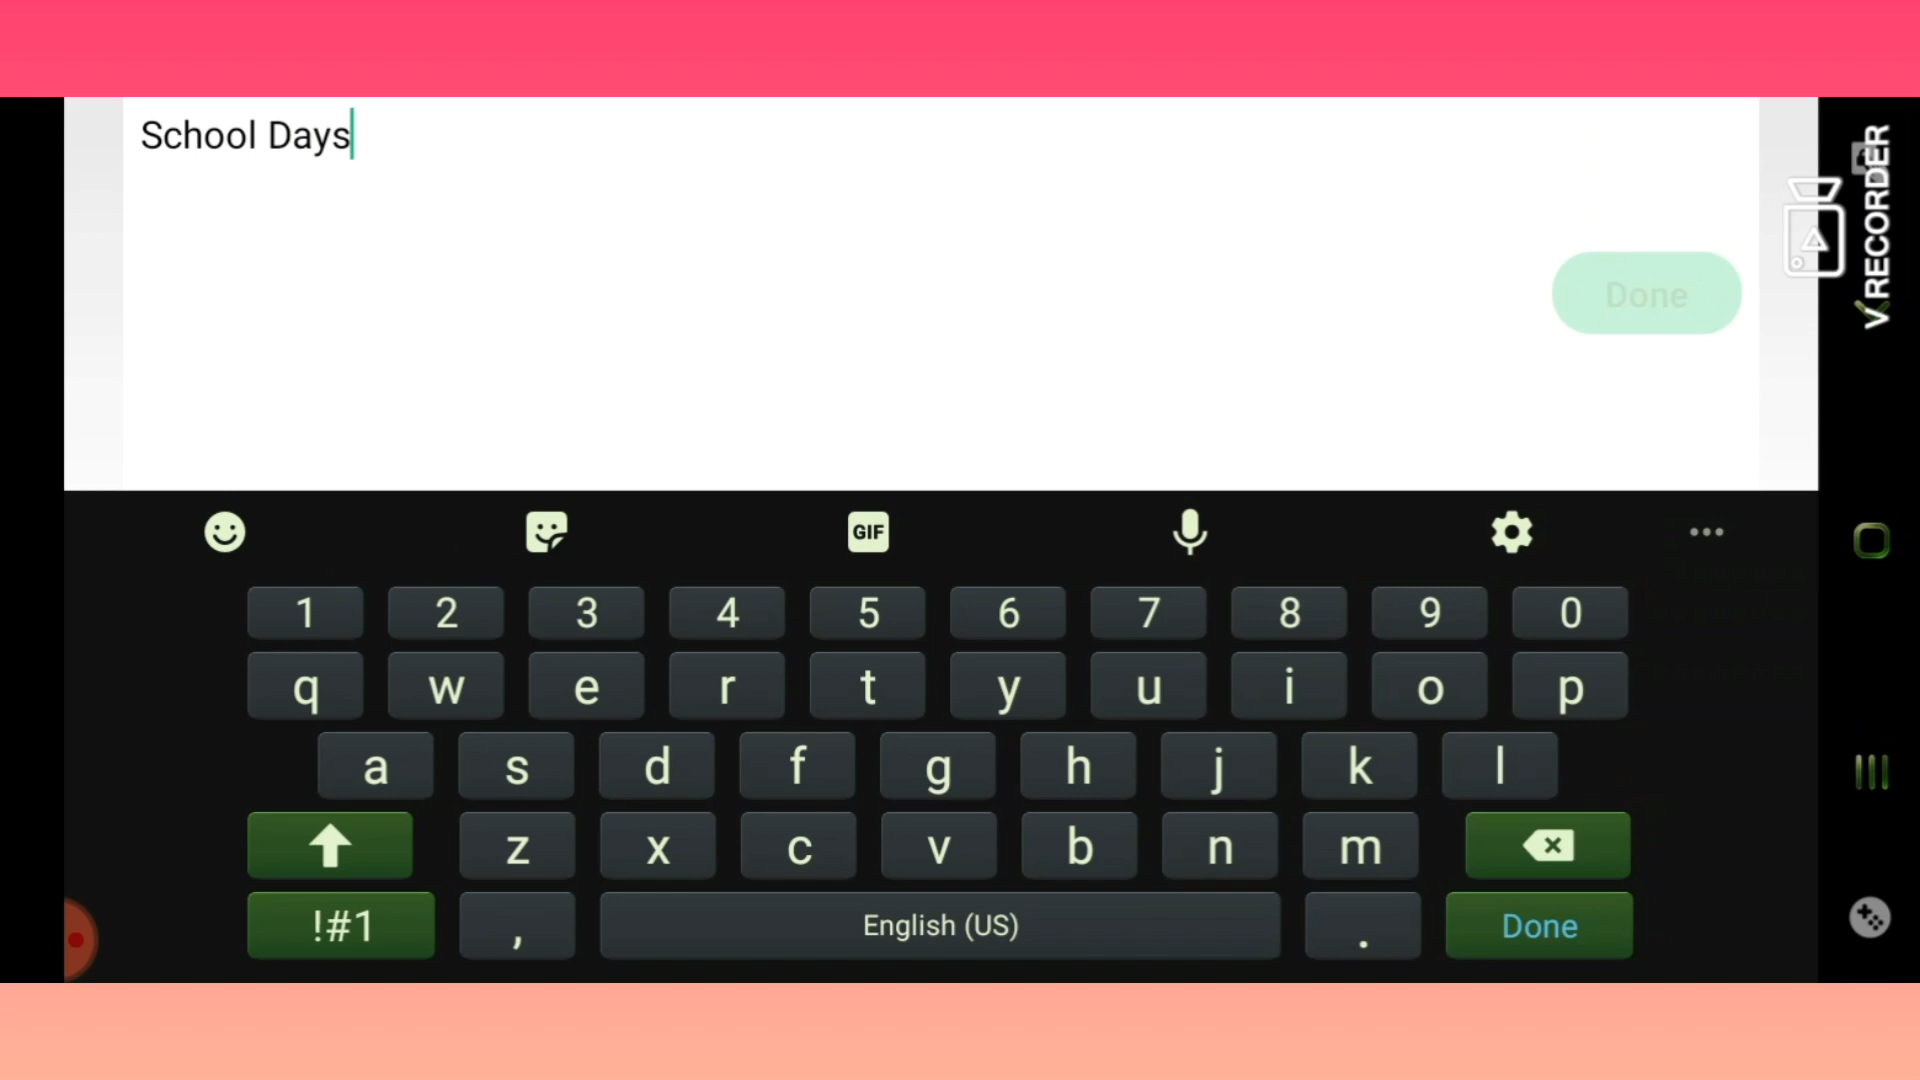 School Days
Done
V RECORDER
GIF
1 2 3 4 5 6 7 8 9 0
q w e r t y u i o p
a s d f g h j k l
z x c v b n m
!#1 , English (US) . Done